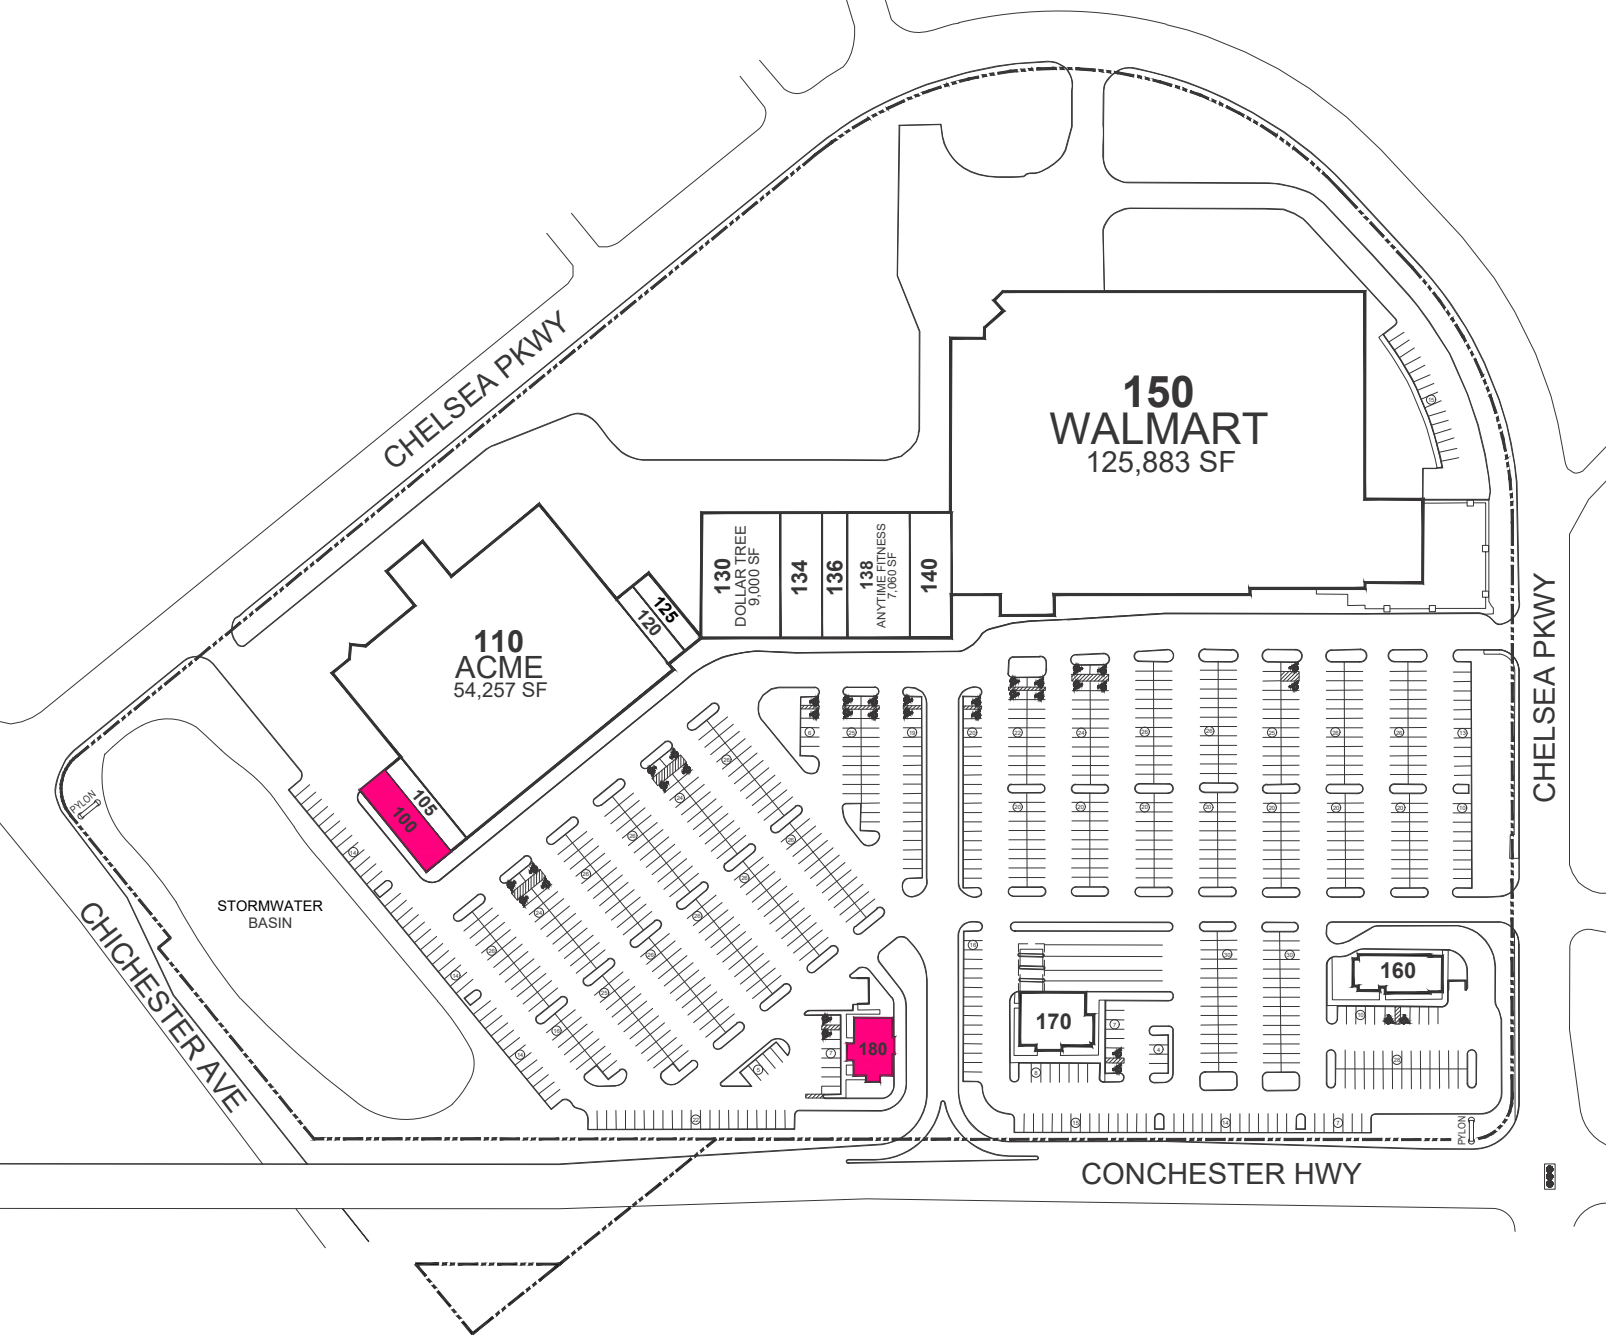 CHELSEA PKWY
150
WALMART
125,883 SF
130
DOLLAR TREE
9,000 SF
134
136
138
ANYTIME FITNESS
7,060 SF
140
125
120
110
ACME
54,257 SF
CHELSEA PKWY
105
100
PYLON
STORMWATER
BASIN
CHICHESTER AVE
160
170
180
PYLON
CONCHESTER HWY